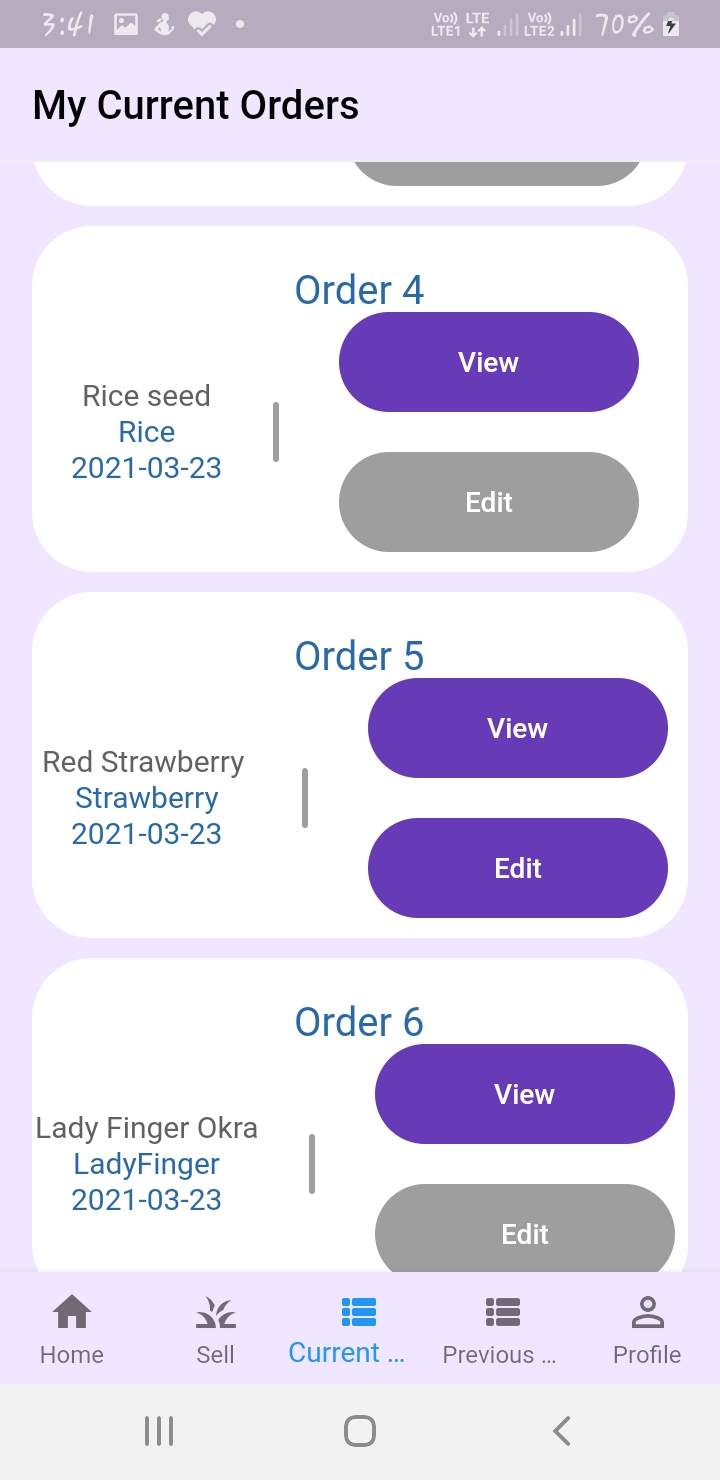 3:41
Vo)) LTE Vo)) 70%
LTE1 LTE2
My Current Orders
Order 4
View
Rice seed
Rice
2021-03-23
Edit
Order 5
View
Red Strawberry
Strawberry
2021-03-23
Edit
Order 6
View
Lady Finger Okra
LadyFinger
2021-03-23
Edit
Home
Sell
Current ...
Previous ...
Profile